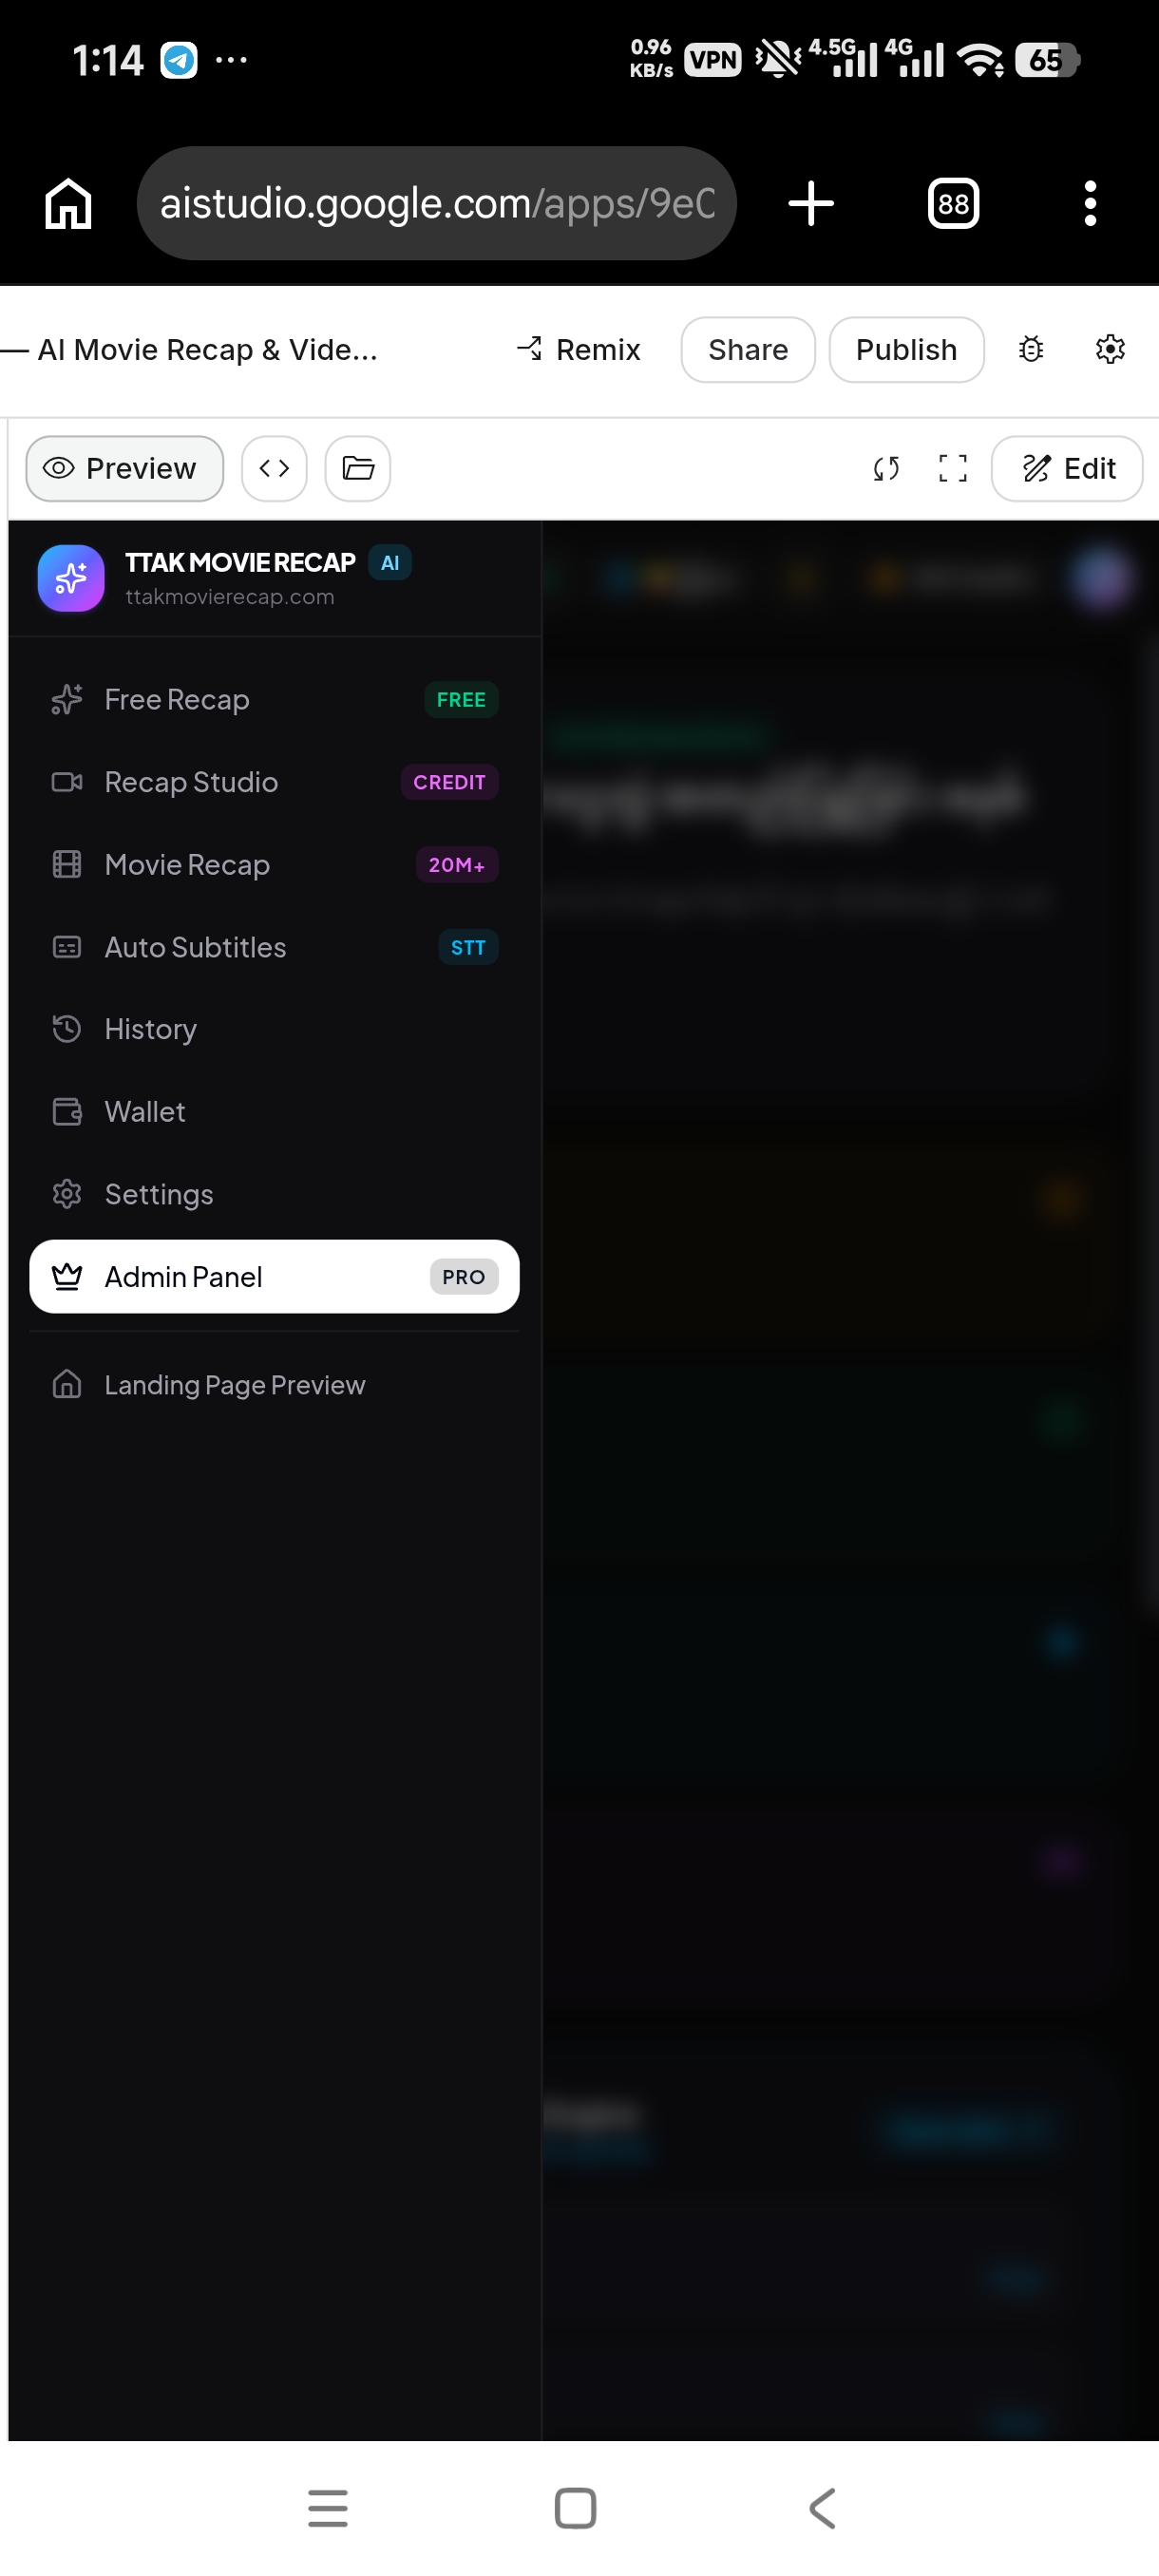 1:14
0.96
KB/s
VPN
4.5G
4G
65
aistudio.google.com/apps/9e
88
— AI Movie Recap & Vide...
Remix
Share
Publish
Preview
Edit
TTAK MOVIE RECAP
AI
ttakmovierecap.com
Free Recap
FREE
Recap Studio
CREDIT
Movie Recap
20M+
Auto Subtitles
STT
History
Wallet
Settings
Admin Panel
PRO
Landing Page Preview